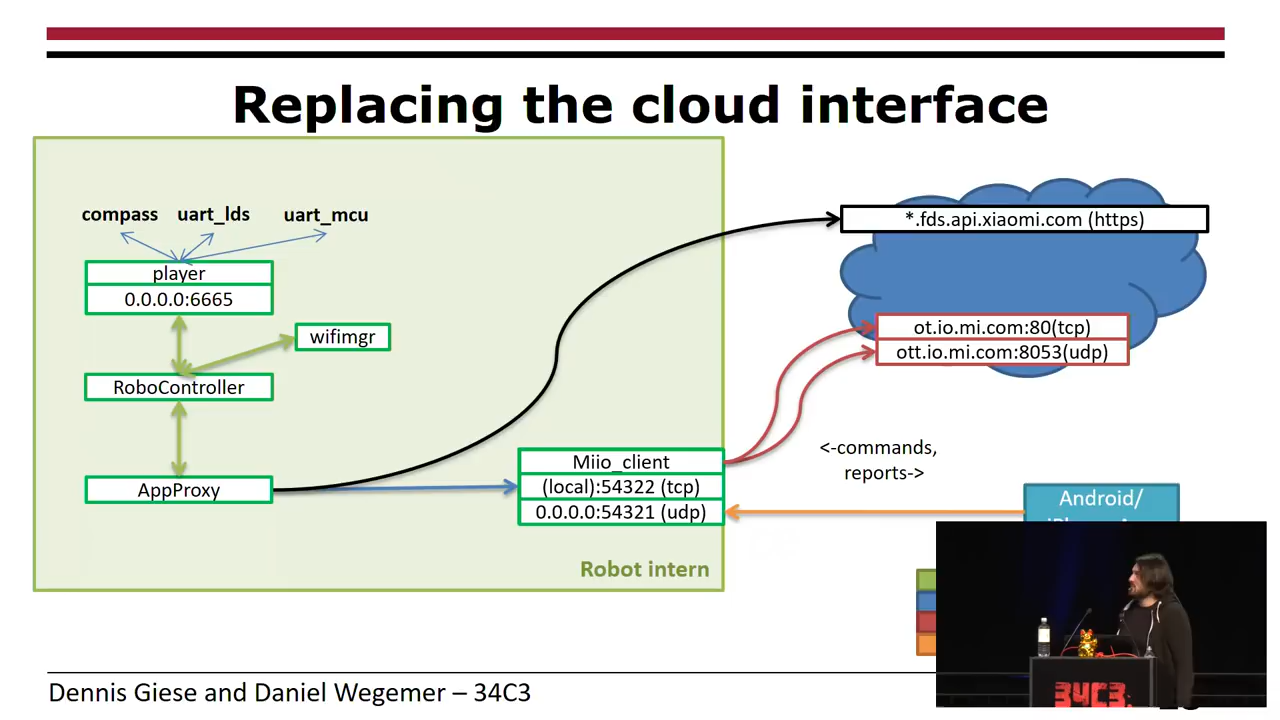 Replacing the cloud interface
compass uart_lds uart_mcu
player
0.0.0.0:6665
wifimgr
RoboController
AppProxy
Miio_client
(local):54322 (tcp)
0.0.0.0:54321 (udp)
Robot intern
*.fds.api.xiaomi.com (https)
ot.io.mi.com:80(tcp)
ott.io.mi.com:8053(udp)
<-commands,
reports->
Android/
34C3
Dennis Giese and Daniel Wegemer – 34C3